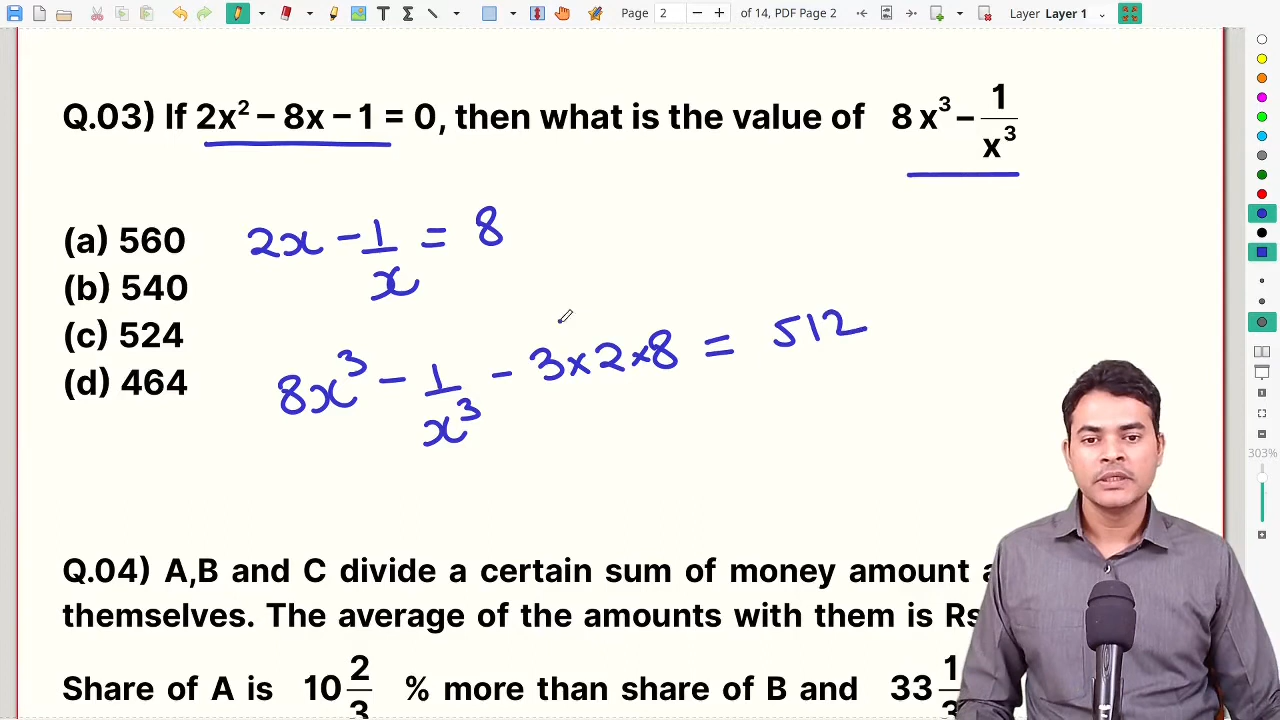 Page 2 of 14, PDF Page 2 Layer Layer 1
Q.03) If 2x² – 8x – 1 = 0, then what is the value of 8x³ – 1/x³
(a) 560
2x – 1/x = 8
(b) 540
(c) 524
8x³ – 1/x³ – 3×2×8 = 512
(d) 464
303%
Q.04) A,B and C divide a certain sum of money amount
themselves. The average of the amounts with them is Rs
Share of A is 10 2/3 % more than share of B and 33 1/3